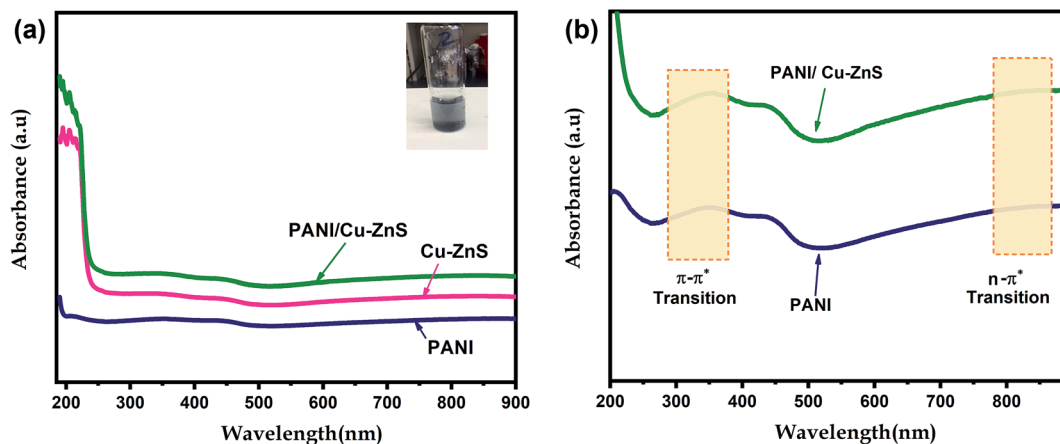 (a)
2
PANI/Cu-ZnS
Cu-ZnS
PANI
Absorbance (a.u)
200 300 400 500 600 700 800 900
Wavelength(nm)
(b)
PANI/ Cu-ZnS
π-π*
Transition
n-π*
Transition
PANI
Absorbance (a.u)
200 300 400 500 600 700 800
Wavelength(nm)